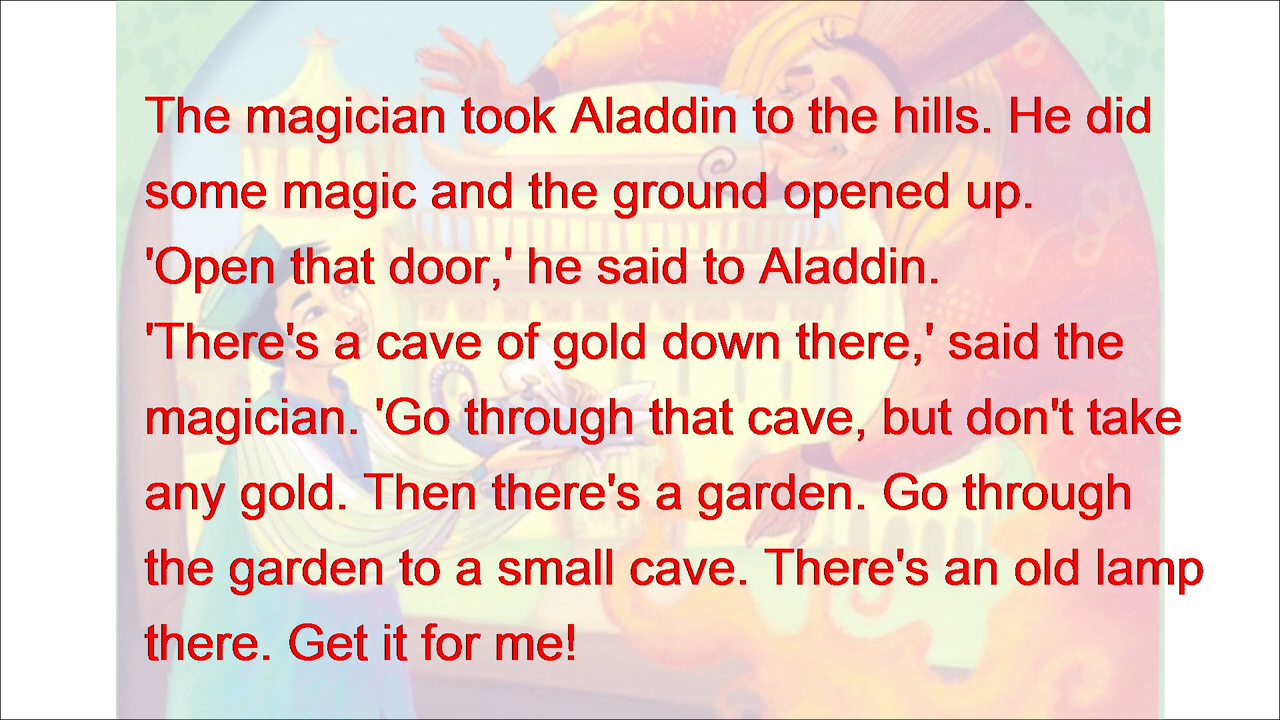 The magician took Aladdin to the hills. He did
some magic and the ground opened up.
'Open that door,' he said to Aladdin.
'There's a cave of gold down there,' said the
magician. 'Go through that cave, but don't take
any gold. Then there's a garden. Go through
the garden to a small cave. There's an old lamp
there. Get it for me!